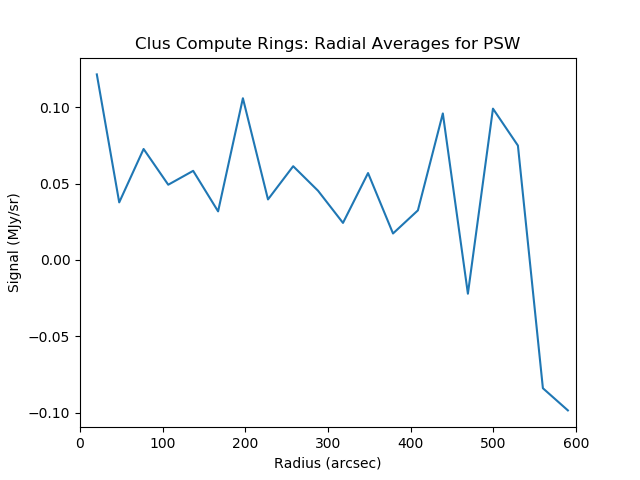 Clus Compute Rings: Radial Averages for PSW
Signal (MJy/sr)
0.10
0.05
0.00
−0.05
−0.10
0 100 200 300 400 500 600
Radius (arcsec)